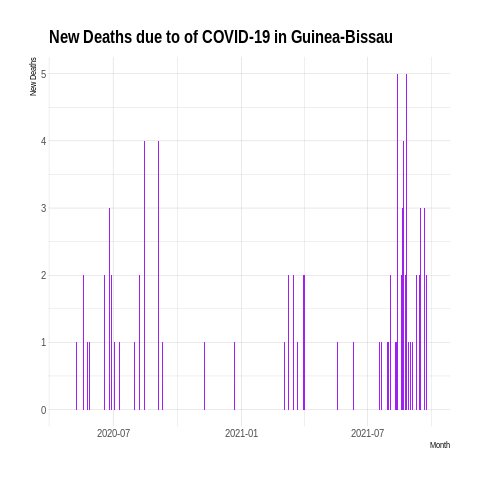 New Deaths due to of COVID-19 in Guinea-Bissau
New Deaths
5
4
3
2
1
0
2020-07 2021-01 2021-07
Month